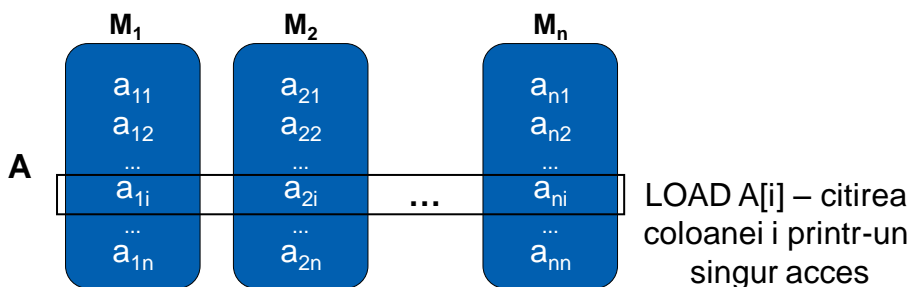 M₁ M₂ Mₙ
a₁₁ a₂₁ aₙ₁
a₁₂ a₂₂ aₙ₂
... ... ...
A
a₁ᵢ a₂ᵢ ... aₙᵢ
... ... ...
a₁ₙ a₂ₙ aₙₙ
LOAD A[i] – citirea
coloanei i printr-un
singur acces